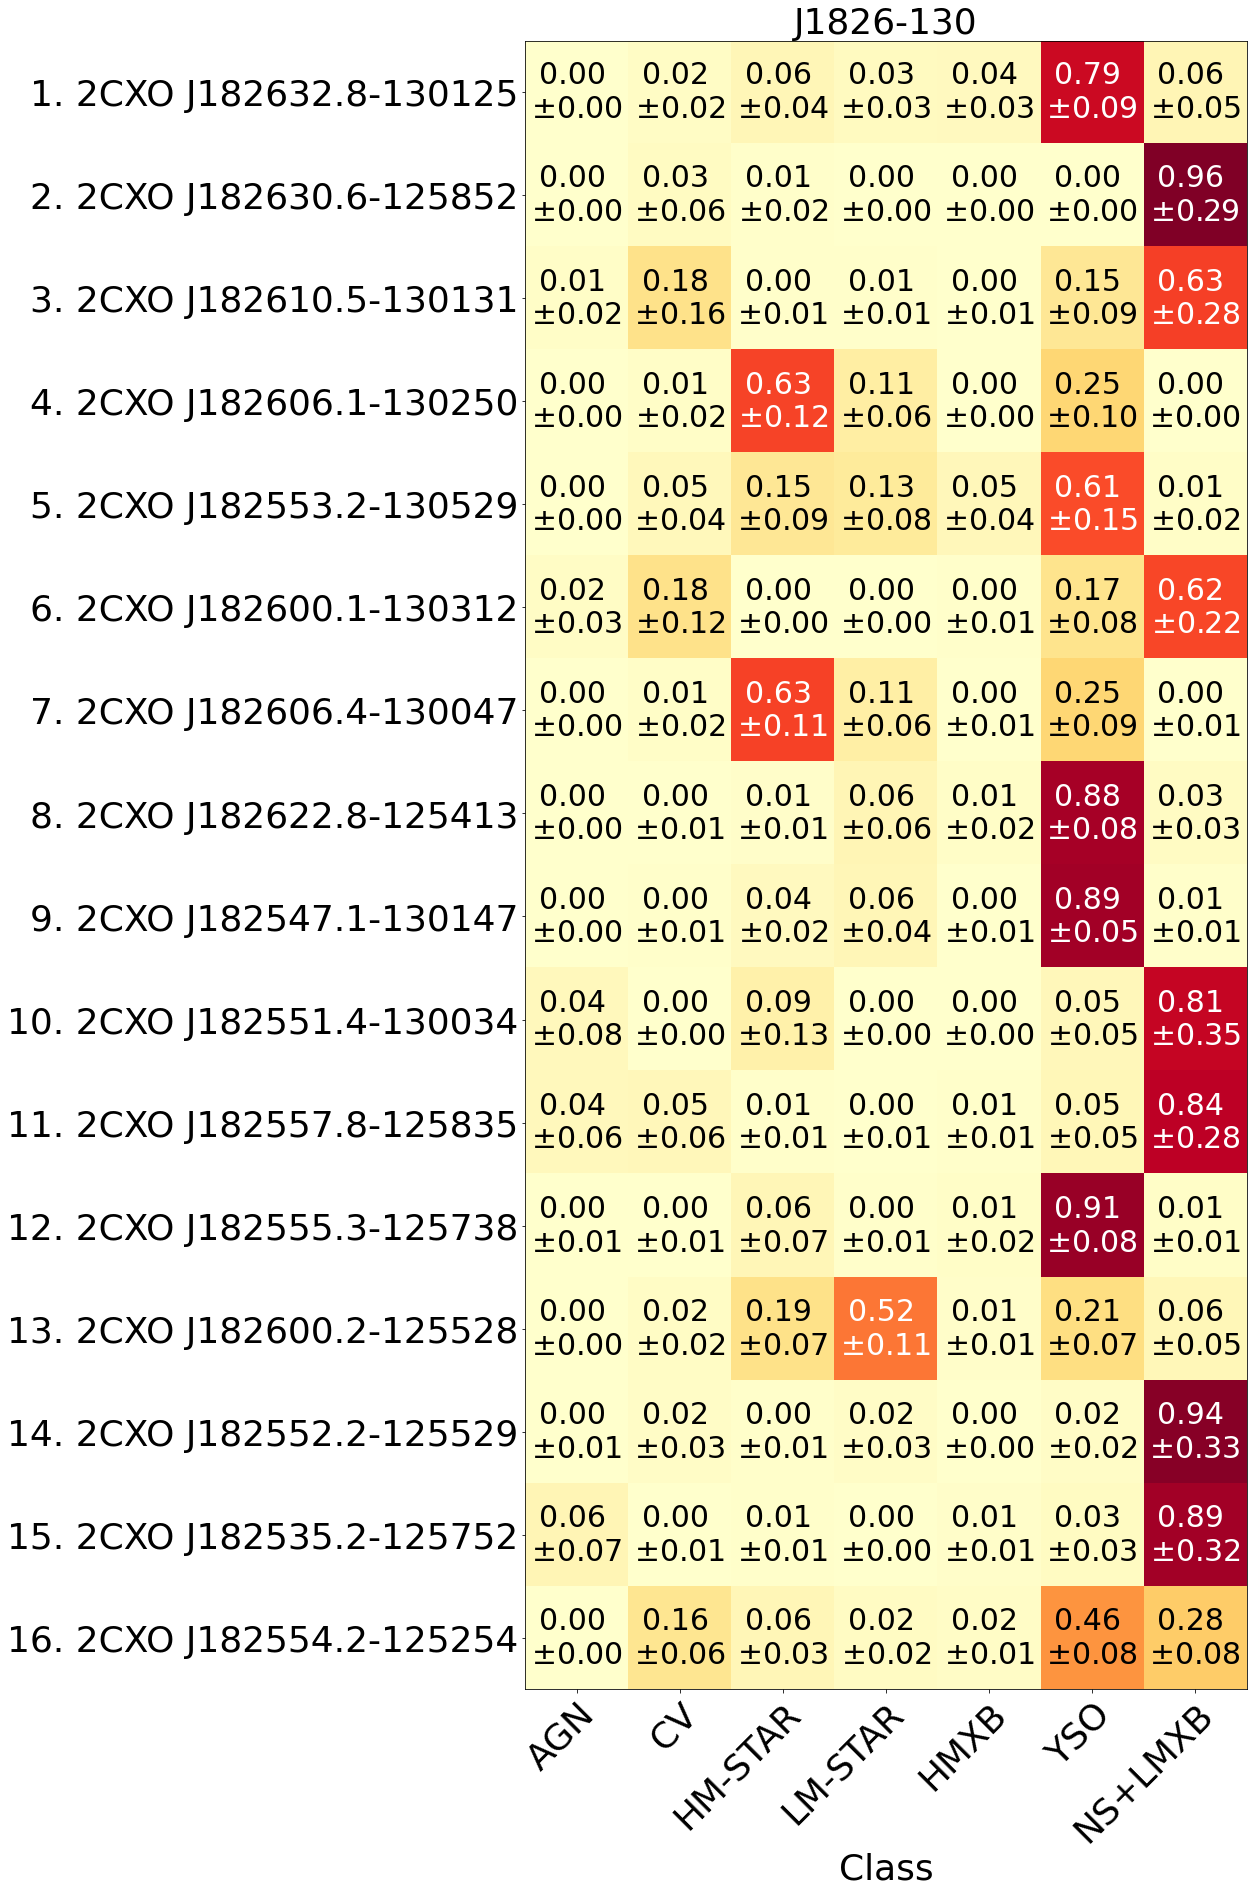 J1826-130
1. 2CXO J182632.8-130125 0.00 0.02 0.06 0.03 0.04 0.79 0.06
±0.00 ±0.02 ±0.04 ±0.03 ±0.03 ±0.09 ±0.05
2. 2CXO J182630.6-125852 0.00 0.03 0.01 0.00 0.00 0.00 0.96
±0.00 ±0.06 ±0.02 ±0.00 ±0.00 ±0.00 ±0.29
3. 2CXO J182610.5-130131 0.01 0.18 0.00 0.01 0.00 0.15 0.63
±0.02 ±0.16 ±0.01 ±0.01 ±0.01 ±0.09 ±0.28
4. 2CXO J182606.1-130250 0.00 0.01 0.63 0.11 0.00 0.25 0.00
±0.00 ±0.02 ±0.12 ±0.06 ±0.00 ±0.10 ±0.00
5. 2CXO J182553.2-130529 0.00 0.05 0.15 0.13 0.05 0.61 0.01
±0.00 ±0.04 ±0.09 ±0.08 ±0.04 ±0.15 ±0.02
6. 2CXO J182600.1-130312 0.02 0.18 0.00 0.00 0.00 0.17 0.62
±0.03 ±0.12 ±0.00 ±0.00 ±0.01 ±0.08 ±0.22
7. 2CXO J182606.4-130047 0.00 0.01 0.63 0.11 0.00 0.25 0.00
±0.00 ±0.02 ±0.11 ±0.06 ±0.01 ±0.09 ±0.01
8. 2CXO J182622.8-125413 0.00 0.00 0.01 0.06 0.01 0.88 0.03
±0.00 ±0.01 ±0.01 ±0.06 ±0.02 ±0.08 ±0.03
9. 2CXO J182547.1-130147 0.00 0.00 0.04 0.06 0.00 0.89 0.01
±0.00 ±0.01 ±0.02 ±0.04 ±0.01 ±0.05 ±0.01
10. 2CXO J182551.4-130034 0.04 0.00 0.09 0.00 0.00 0.05 0.81
±0.08 ±0.00 ±0.13 ±0.00 ±0.00 ±0.05 ±0.35
11. 2CXO J182557.8-125835 0.04 0.05 0.01 0.00 0.01 0.05 0.84
±0.06 ±0.06 ±0.01 ±0.01 ±0.01 ±0.05 ±0.28
12. 2CXO J182555.3-125738 0.00 0.00 0.06 0.00 0.01 0.91 0.01
±0.01 ±0.01 ±0.07 ±0.01 ±0.02 ±0.08 ±0.01
13. 2CXO J182600.2-125528 0.00 0.02 0.19 0.52 0.01 0.21 0.06
±0.00 ±0.02 ±0.07 ±0.11 ±0.01 ±0.07 ±0.05
14. 2CXO J182552.2-125529 0.00 0.02 0.00 0.02 0.00 0.02 0.94
±0.01 ±0.03 ±0.01 ±0.03 ±0.00 ±0.02 ±0.33
15. 2CXO J182535.2-125752 0.06 0.00 0.01 0.00 0.01 0.03 0.89
±0.07 ±0.01 ±0.01 ±0.00 ±0.01 ±0.03 ±0.32
16. 2CXO J182554.2-125254 0.00 0.16 0.06 0.02 0.02 0.46 0.28
±0.00 ±0.06 ±0.03 ±0.02 ±0.01 ±0.08 ±0.08
AGN CV HM-STAR LM-STAR HMXB YSO NS+LMXB
Class